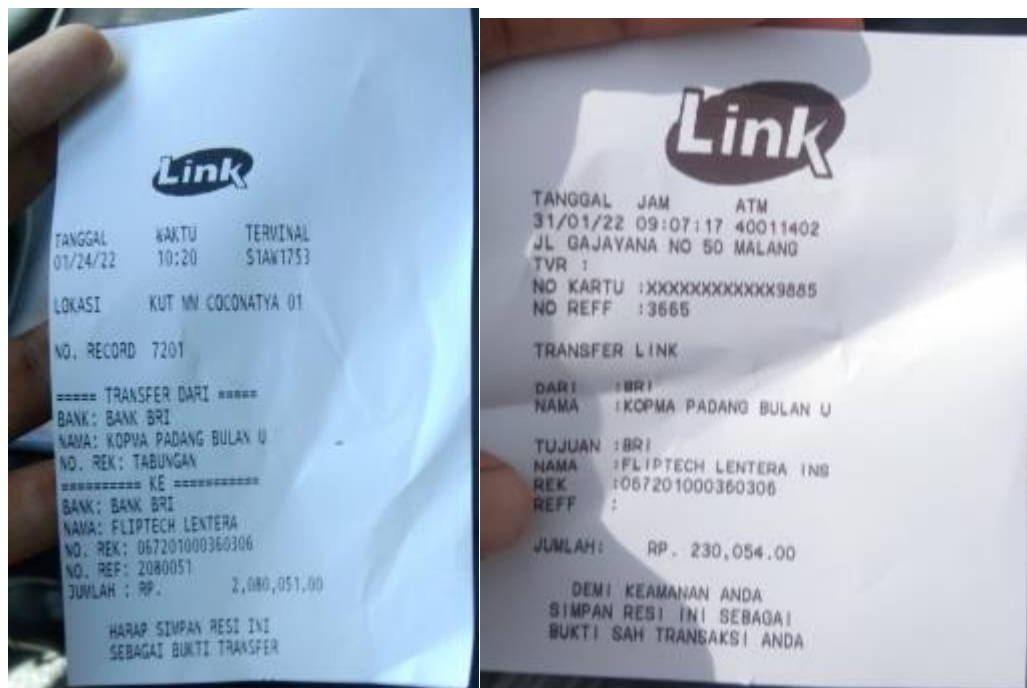 Link
TANGGAL WAKTU TERMINAL
01/24/22 10:20 S1AW1753
LOKASI KUT NN COCONATYA 01
NO. RECORD 7201
===== TRANSFER DARI =====
BANK: BANK BRI
NAMA: KOPMA PADANG BULAN U
NO. REK: TABUNGAN
========== KE ===========
BANK: BANK BRI
NAMA: FLIPTECH LENTERA
NO. REK: 067201000360306
NO. REF: 2080051
JUMLAH : RP. 2,080,051.00
HARAP SIMPAN RESI INI
SEBAGAI BUKTI TRANSFER
Link
TANGGAL JAM ATM
31/01/22 09:07:17 40011402
JL GAJAYANA NO 50 MALANG
TVR :
NO KARTU :XXXXXXXXXXXX9885
NO REFF :3665
TRANSFER LINK
DARI :BRI
NAMA :KOPMA PADANG BULAN U
TUJUAN :BRI
NAMA :FLIPTECH LENTERA INS
REK :067201000360306
REFF :
JUMLAH: RP. 230,054.00
DEMI KEAMANAN ANDA
SIMPAN RESI INI SEBAGAI
BUKTI SAH TRANSAKSI ANDA